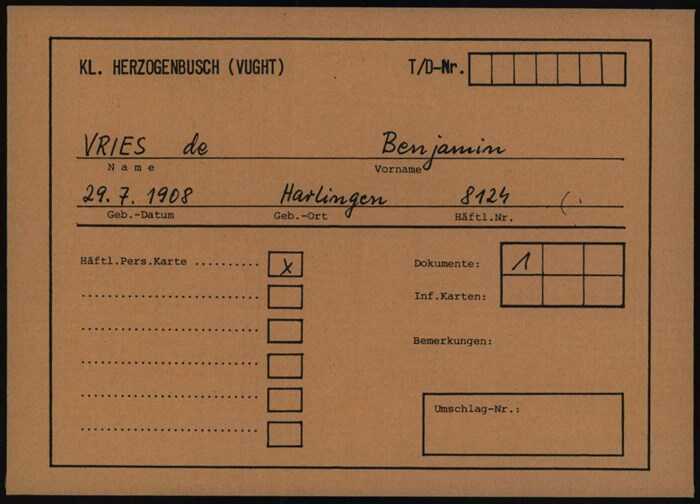 KL. HERZOGENBUSCH (VUGHT) T/D-Nr.
VRIES de Benjamin
Name Vorname
29. 7. 1908 Harlingen 8124 (
Geb.-Datum Geb.-Ort Häftl.Nr.
Häftl.Pers.Karte .......... x Dokumente: 1
Inf.Karten:
Bemerkungen:
Umschlag-Nr.: